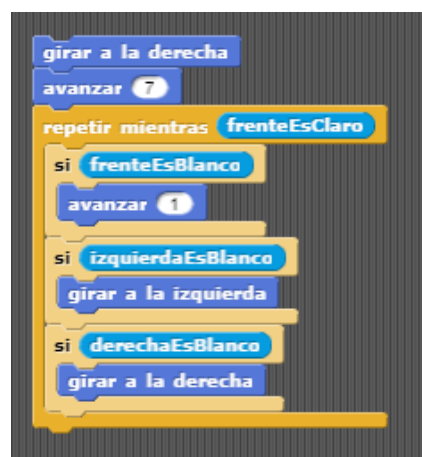 girar a la derecha
avanzar 7
repetir mientras frenteEsClaro
si frenteEsBlanco
avanzar 1
si izquierdaEsBlanco
girar a la izquierda
si derechaEsBlanco
girar a la derecha